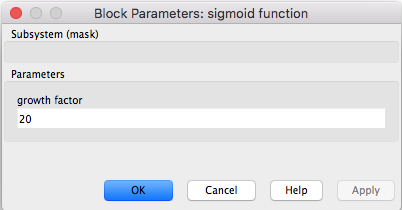 Block Parameters: sigmoid function
Subsystem (mask)
Parameters
growth factor
20
OK Cancel Help Apply